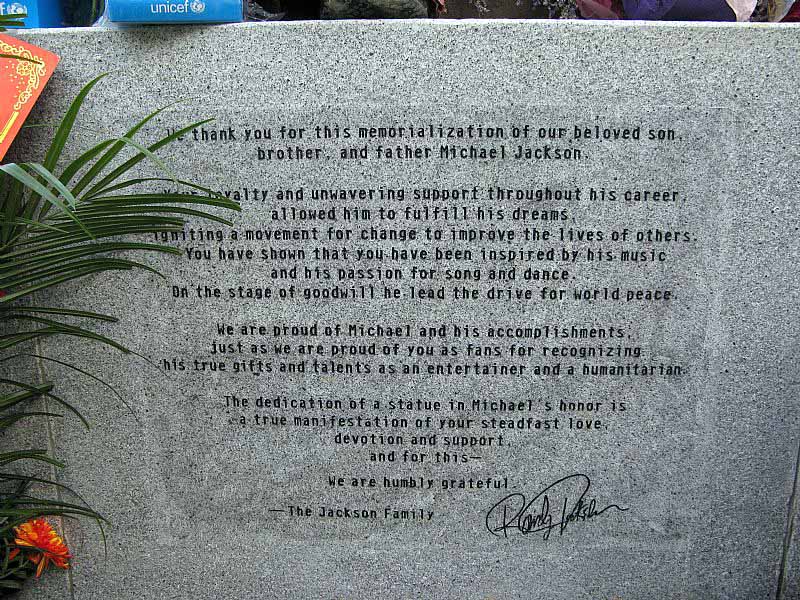 unicef
We thank you for this memorialization of our beloved son,
brother, and father Michael Jackson.
Your loyalty and unwavering support throughout his career,
allowed him to fulfill his dreams,
igniting a movement for change to improve the lives of others.
You have shown that you have been inspired by his music
and his passion for song and dance.
On the stage of goodwill he lead the drive for world peace.
We are proud of Michael and his accomplishments,
just as we are proud of you as fans for recognizing
his true gifts and talents as an entertainer and a humanitarian.
The dedication of a statue in Michael's honor is
a true manifestation of your steadfast love,
devotion and support
and for this—
We are humbly grateful.
—The Jackson Family
Randy Jackson